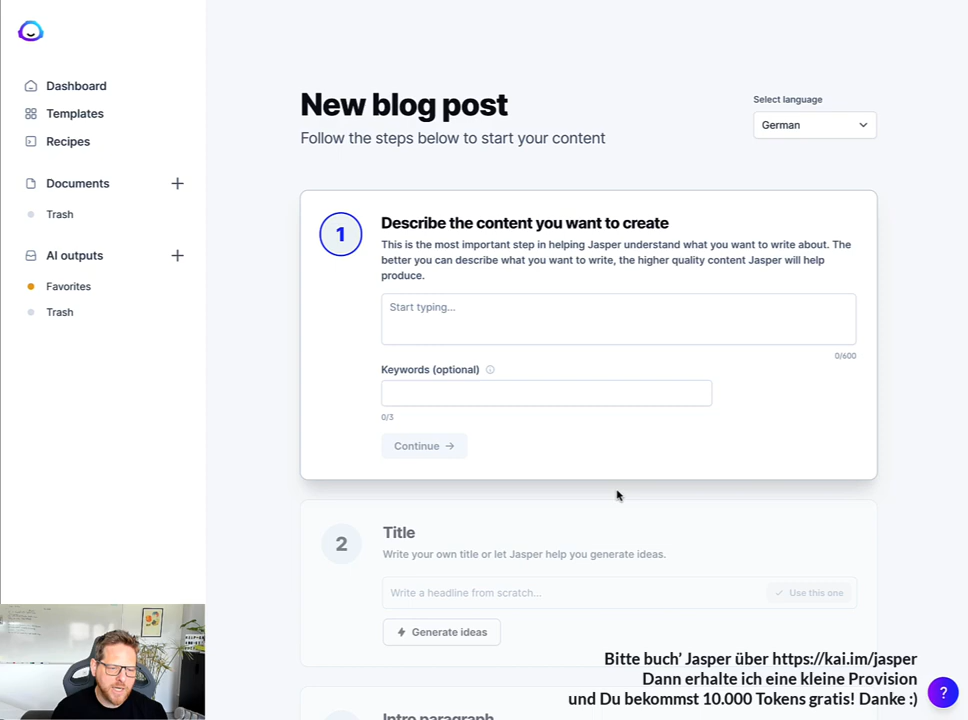 Dashboard
Templates
Recipes
Documents
Trash
AI outputs
Favorites
Trash
New blog post
Follow the steps below to start your content
Select language
German
1
Describe the content you want to create
This is the most important step in helping Jasper understand what you want to write about. The
better you can describe what you want to write, the higher quality content Jasper will help
produce.
Start typing...
0/600
Keywords (optional)
0/3
Continue →
2
Title
Write your own title or let Jasper help you generate ideas.
Write a headline from scratch...
✓ Use this one
Generate ideas
Intro paragraph
Bitte buch' Jasper über https://kai.im/jasper
Dann erhalte ich eine kleine Provision
und Du bekommst 10.000 Tokens gratis! Danke :)
?